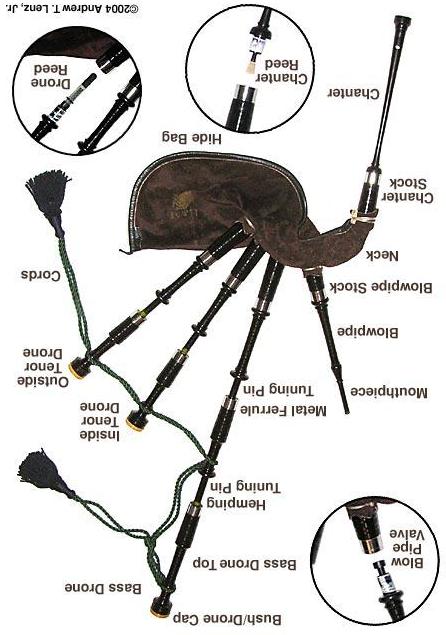 Bush/Drone Cap
Bass Drone
Blow
Pipe
Valve
Bass Drone Top
Hemping
Tuning Pin
Inside
Tenor
Drone
Metal Ferrule
Tuning Pin
Mouthpiece
Outside
Tenor
Drone
Blowpipe
Blowpipe Stock
Cords
Neck
Chanter
Stock
Hide Bag
Chanter
Chanter
Reed
Drone
Reed
©2004 Andrew T. Lenz, Jr.